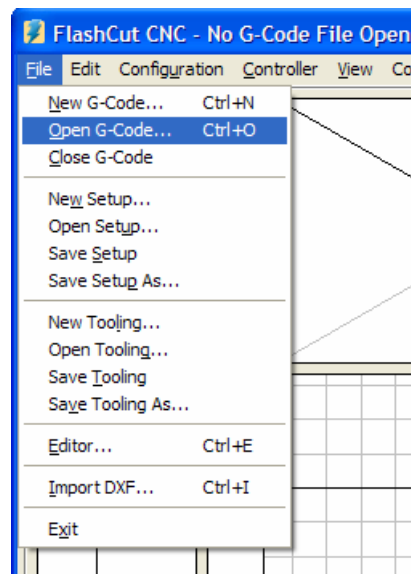 FlashCut CNC - No G-Code File Open
File Edit Configuration Controller View Co
New G-Code... Ctrl+N
Open G-Code... Ctrl+O
Close G-Code
New Setup...
Open Setup...
Save Setup
Save Setup As...
New Tooling...
Open Tooling...
Save Tooling
Save Tooling As...
Editor... Ctrl+E
Import DXF... Ctrl+I
Exit